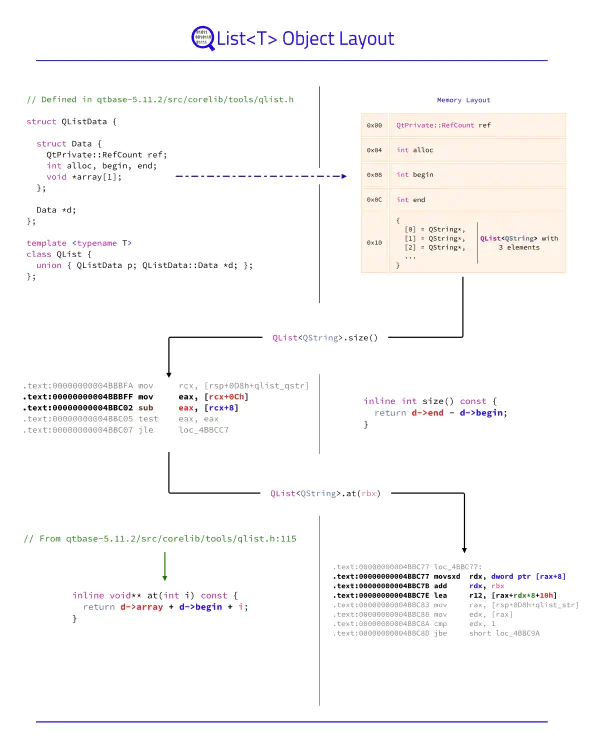 QList<T> Object Layout
// Defined in qtbase-5.11.2/src/corelib/tools/qlist.h
struct QListData {
struct Data {
QtPrivate::RefCount ref;
int alloc, begin, end;
void *array[1];
};
Data *d;
};
template <typename T>
class QList {
union { QListData p; QListData::Data *d; };
};
Memory Layout
0x00 QtPrivate::RefCount ref
0x04 int alloc
0x08 int begin
0x0C int end
0x10
{
[0] = QString*,
[1] = QString*,
[2] = QString*,
...
}
QList<QString> with
3 elements
QList<QString>.size()
.text:00000000004BBBFA mov rcx, [rsp+0D8h+qlist_qstr]
.text:00000000004BBBFF mov eax, [rcx+0Ch]
.text:00000000004BBC02 sub eax, [rcx+8]
.text:00000000004BBC05 test eax, eax
.text:00000000004BBC07 jle loc_4BBCC7
inline int size() const {
return d->end - d->begin;
}
QList<QString>.at(rbx)
// From qtbase-5.11.2/src/corelib/tools/qlist.h:115
inline void** at(int i) const {
return d->array + d->begin + i;
}
.text:00000000004BBC77 loc_4BBC77:
.text:00000000004BBC77 movsxd rdx, dword ptr [rax+8]
.text:00000000004BBC7B add rdx, rbx
.text:00000000004BBC7E lea r12, [rax+rdx*8+10h]
.text:00000000004BBC83 mov rax, [rsp+0D8h+qlist_str]
.text:00000000004BBC88 mov edx, [rax]
.text:00000000004BBC8A cmp edx, 1
.text:00000000004BBC8D jbe short loc_4BBC9A